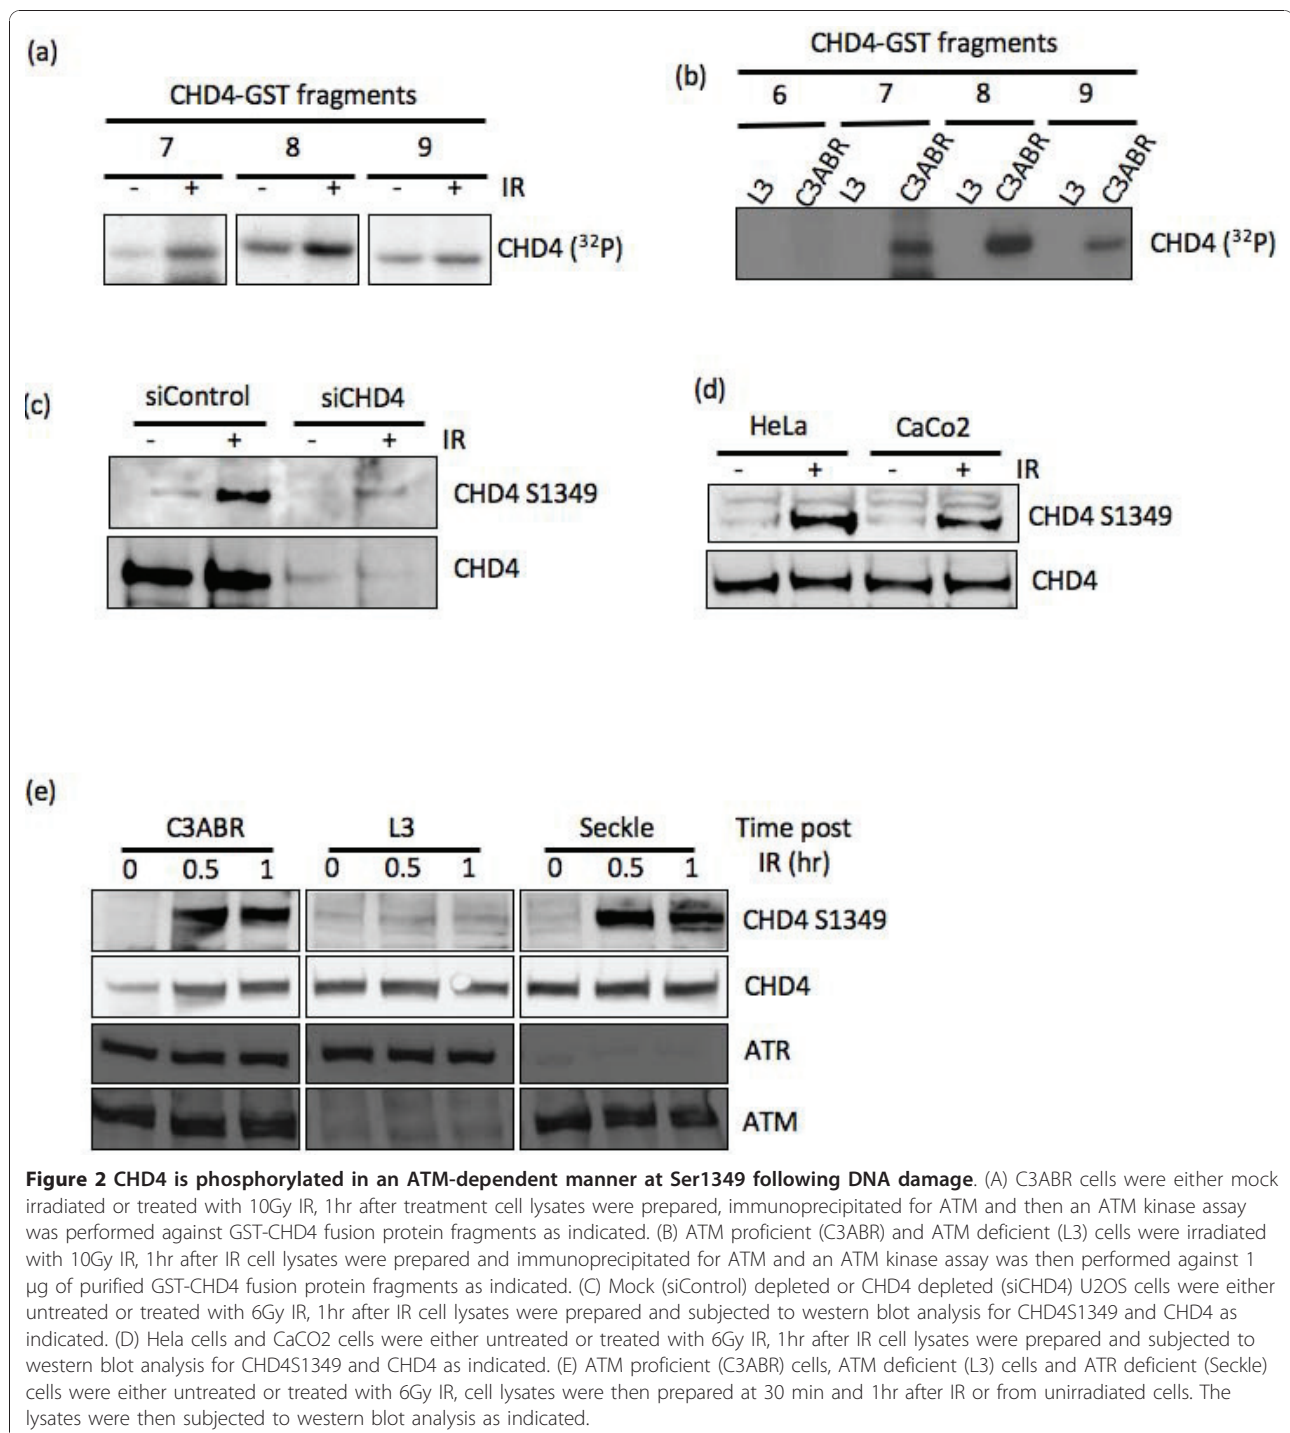 (a)
CHD4-GST fragments
7 8 9
- + - + - + IR
CHD4 (³²P)
(b)
CHD4-GST fragments
6 7 8 9
L3 C3ABR L3 C3ABR L3 C3ABR L3 C3ABR
CHD4 (³²P)
(c)
siControl siCHD4
- + - + IR
CHD4 S1349
CHD4
(d)
HeLa CaCo2
- + - + IR
CHD4 S1349
CHD4
(e)
C3ABR L3 Seckle Time post
0 0.5 1 0 0.5 1 0 0.5 1 IR (hr)
CHD4 S1349
CHD4
ATR
ATM
Figure 2 CHD4 is phosphorylated in an ATM-dependent manner at Ser1349 following DNA damage. (A) C3ABR cells were either mock
irradiated or treated with 10Gy IR, 1hr after treatment cell lysates were prepared, immunoprecipitated for ATM and then an ATM kinase assay
was performed against GST-CHD4 fusion protein fragments as indicated. (B) ATM proficient (C3ABR) and ATM deficient (L3) cells were irradiated
with 10Gy IR, 1hr after IR cell lysates were prepared and immunoprecipitated for ATM and an ATM kinase assay was then performed against 1
μg of purified GST-CHD4 fusion protein fragments as indicated. (C) Mock (siControl) depleted or CHD4 depleted (siCHD4) U2OS cells were either
untreated or treated with 6Gy IR, 1hr after IR cell lysates were prepared and subjected to western blot analysis for CHD4S1349 and CHD4 as
indicated. (D) Hela cells and CaCO2 cells were either untreated or treated with 6Gy IR, 1hr after IR cell lysates were prepared and subjected to
western blot analysis for CHD4S1349 and CHD4 as indicated. (E) ATM proficient (C3ABR) cells, ATM deficient (L3) cells and ATR deficient (Seckle)
cells were either untreated or treated with 6Gy IR, cell lysates were then prepared at 30 min and 1hr after IR or from unirradiated cells. The
lysates were then subjected to western blot analysis as indicated.